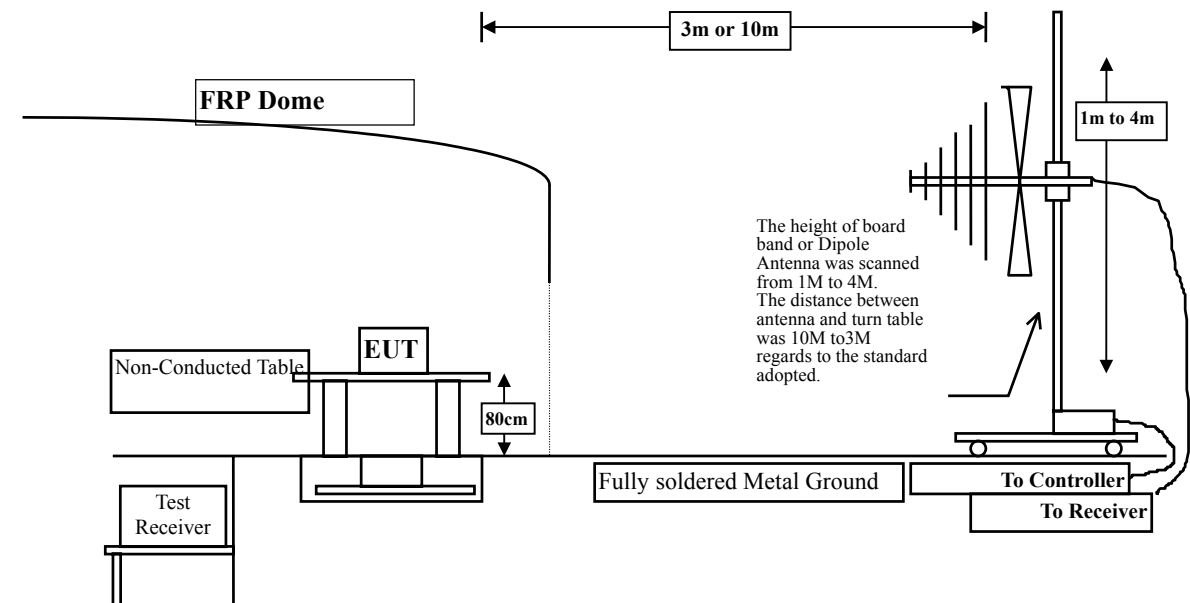 3m or 10m
FRP Dome
1m to 4m
The height of board
band or Dipole
Antenna was scanned
from 1M to 4M.
The distance between
antenna and turn table
was 10M to3M
regards to the standard
adopted.
EUT
Non-Conducted Table
80cm
Fully soldered Metal Ground
To Controller
To Receiver
Test
Receiver